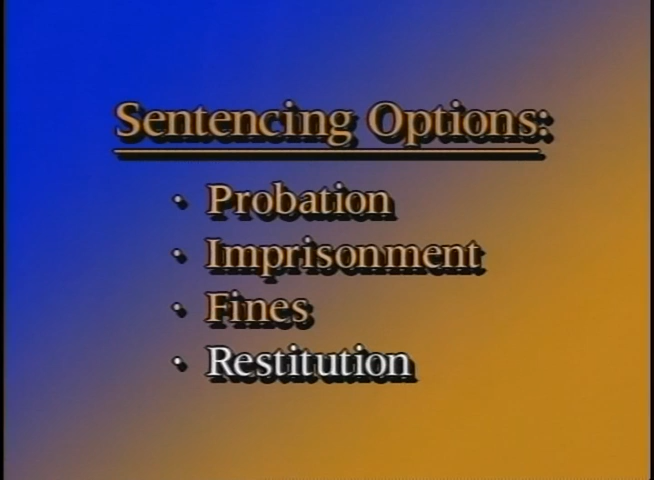 Sentencing Options:
• Probation
• Imprisonment
• Fines
• Restitution